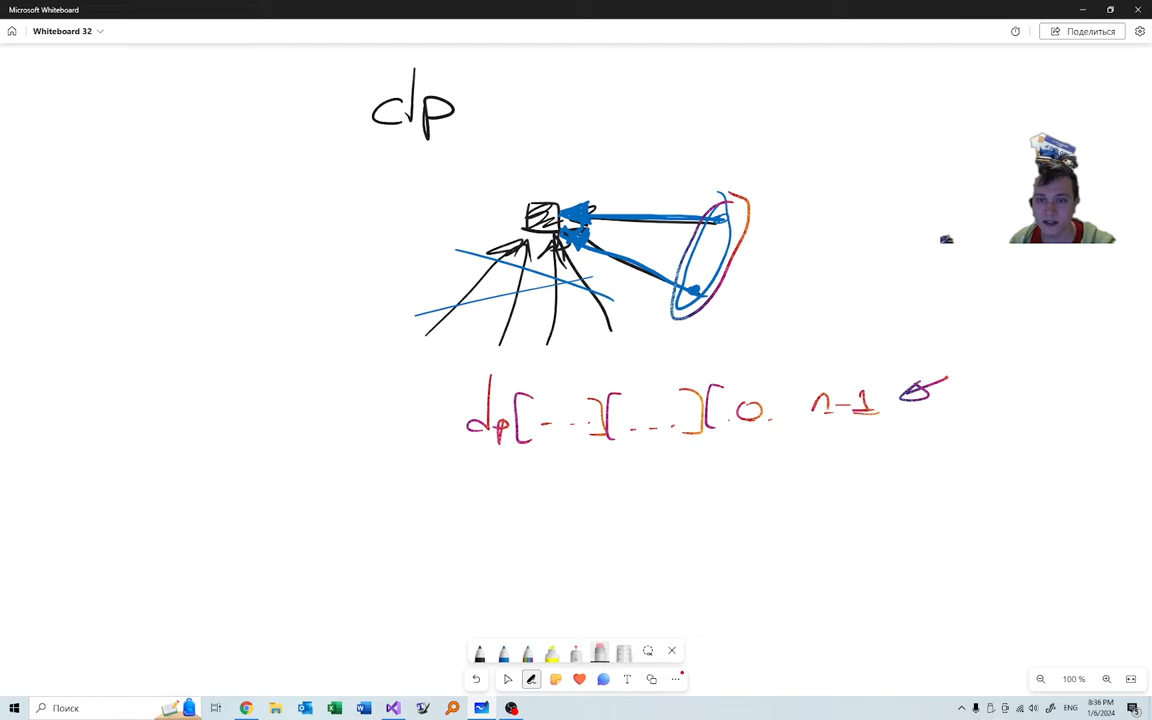 Microsoft Whiteboard
Whiteboard 32
Поделиться
dp
dp[-...][...][.0. n-1
T
100 %
Поиск
ENG
8:36 PM
1/6/2024